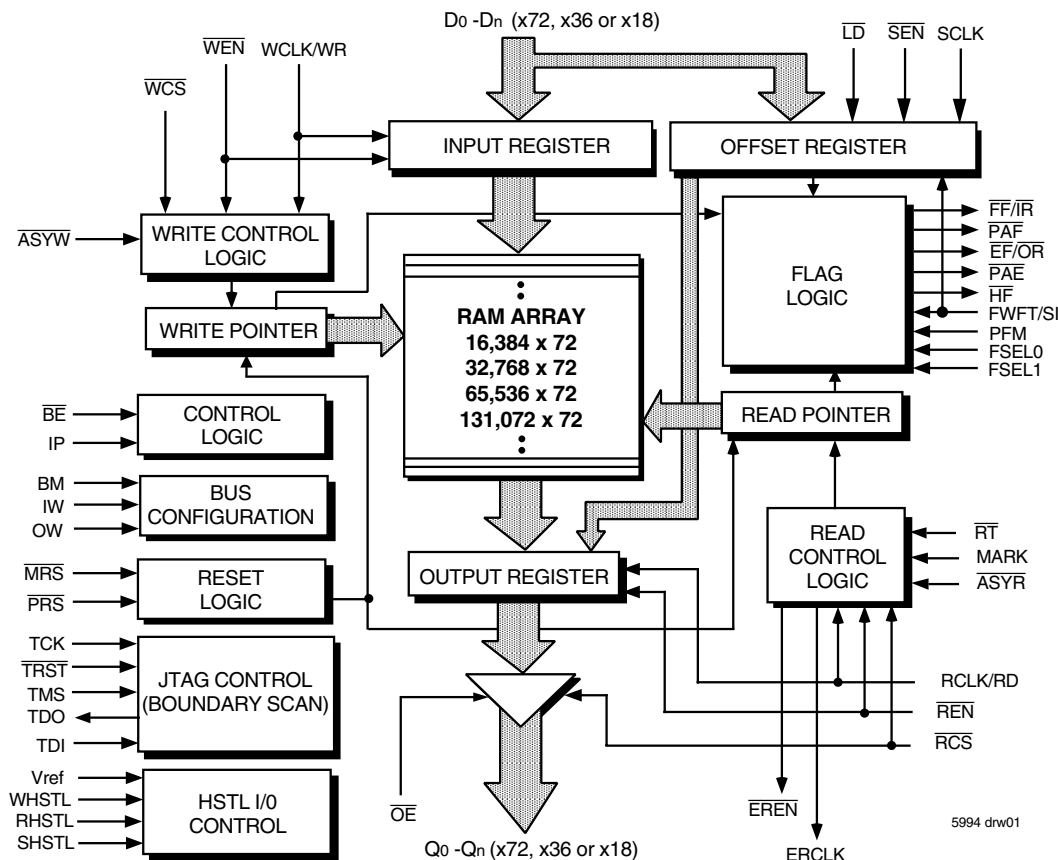 D0 -Dn (x72, x36 or x18)
WEN WCLK/WR
LD SEN SCLK
WCS
INPUT REGISTER
OFFSET REGISTER
ASYW
WRITE CONTROL
LOGIC
WRITE POINTER
RAM ARRAY
16,384 x 72
32,768 x 72
65,536 x 72
131,072 x 72
FLAG
LOGIC
FF/IR
PAF
EF/OR
PAE
HF
FWFT/SI
PFM
FSEL0
FSEL1
READ POINTER
BE
IP
CONTROL
LOGIC
BM
IW
OW
BUS
CONFIGURATION
READ
CONTROL
LOGIC
RT
MARK
ASYR
MRS
PRS
RESET
LOGIC
OUTPUT REGISTER
TCK
TRST
TMS
TDO
TDI
JTAG CONTROL
(BOUNDARY SCAN)
RCLK/RD
REN
RCS
Vref
WHSTL
RHSTL
SHSTL
HSTL I/0
CONTROL
OE
EREN
5994 drw01
Q0 -Qn (x72, x36 or x18)
ERCLK